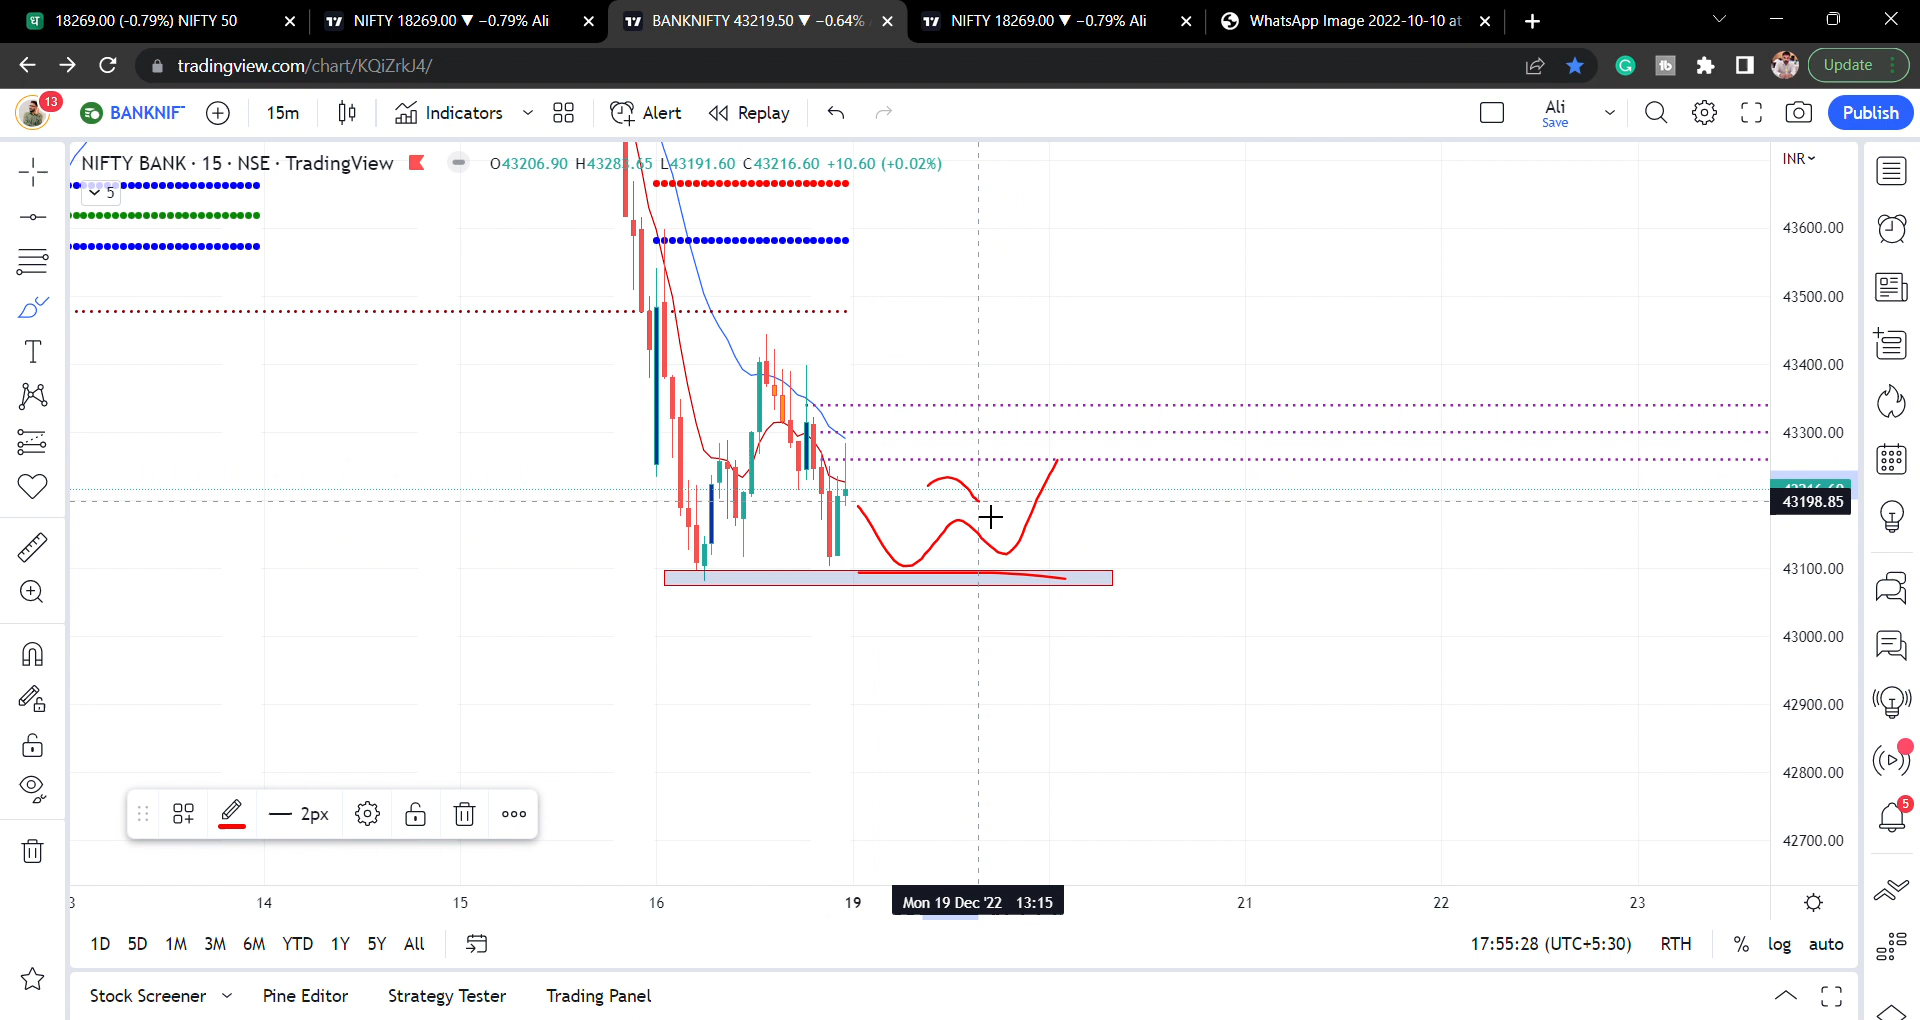 18269.00 (-0.79%) NIFTY 50
NIFTY 18269.00 ▼ −0.79% Ali
BANKNIFTY 43219.50 ▼ −0.64%
NIFTY 18269.00 ▼ −0.79% Ali
WhatsApp Image 2022-10-10 at
tradingview.com/chart/KQiZrkJ4/
Update
13
BANKNIF
15m
Indicators
Alert
Replay
Ali
Save
Publish
NIFTY BANK · 15 · NSE · TradingView
O43206.90 H43283.65 L43191.60 C43216.60 +10.60 (+0.02%)
INR
5
43600.00
43500.00
43400.00
43300.00
43198.85
43100.00
43000.00
42900.00
42800.00
42700.00
2px
14
15
16
19
Mon 19 Dec '22 13:15
21
22
23
1D 5D 1M 3M 6M YTD 1Y 5Y All
17:55:28 (UTC+5:30)
RTH
% log auto
Stock Screener
Pine Editor
Strategy Tester
Trading Panel
5